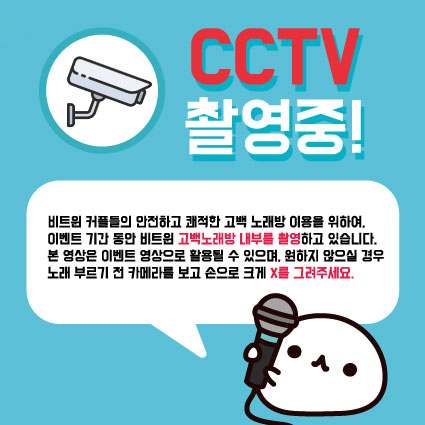 CCTV
촬영중!
비트윈 커플들의 안전하고 쾌적한 고백 노래방 이용을 위하여,
이벤트 기간 동안 비트윈 고백노래방 내부를 촬영하고 있습니다.
본 영상은 이벤트 영상으로 활용될 수 있으며, 원하지 않으실 경우
노래 부르기 전 카메라를 보고 손으로 크게 X를 그려주세요.